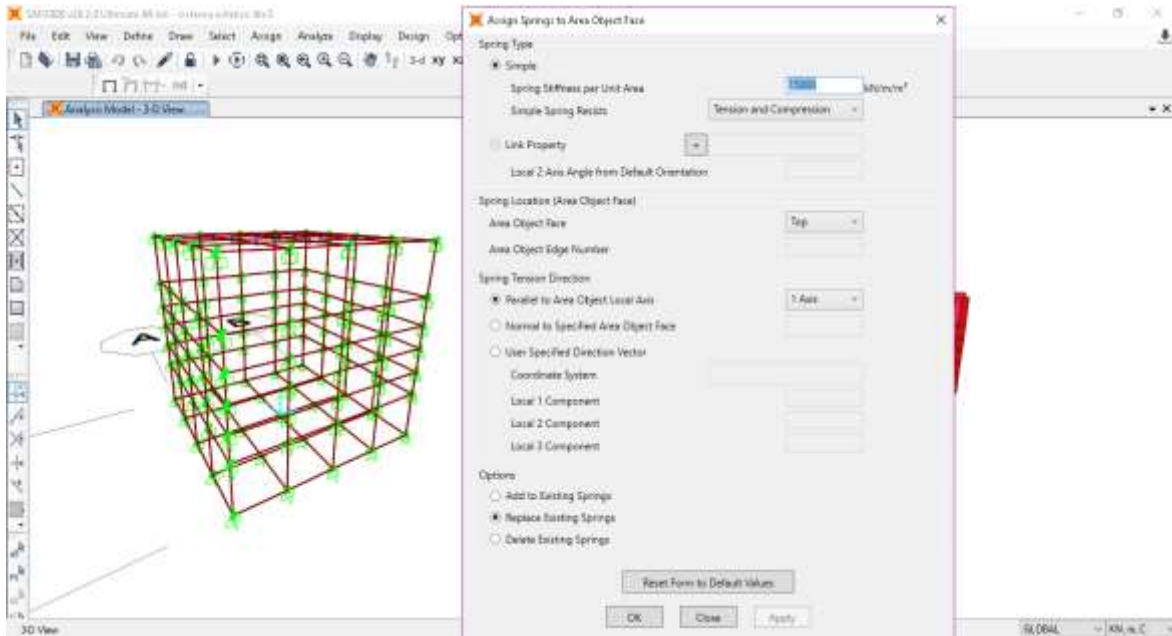 File Edit View Define Draw Select Assign Analyze Display Design
3-d xy
nd
Analysis Model - 3-D View
Assign Springs to Area Object Face
Spring Type
Simple
Spring Stiffness per Unit Area
kN/m/m²
Simple Spring Resists Tension and Compression
Link Property +
Local 2 Axis Angle from Default Orientation
Spring Location (Area Object Face)
Area Object Face Top
Area Object Edge Number
Spring Tension Direction
Parallel to Area Object Local Axis 1 Axis
Normal to Specified Area Object Face
User Specified Direction Vector
Coordinate System
Local 1 Component
Local 2 Component
Local 3 Component
Options
Add to Existing Springs
Replace Existing Springs
Delete Existing Springs
Reset Form to Default Values
OK Close Apply
3-D View GLOBAL KN, m, C